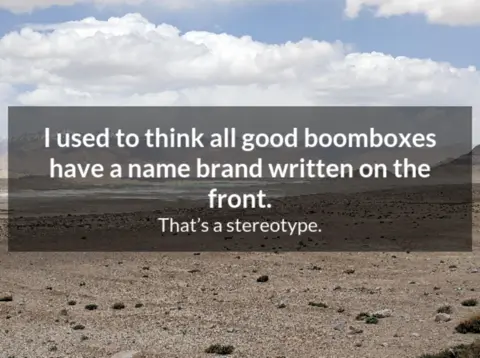 I used to think all good boomboxes
have a name brand written on the
front.
That's a stereotype.